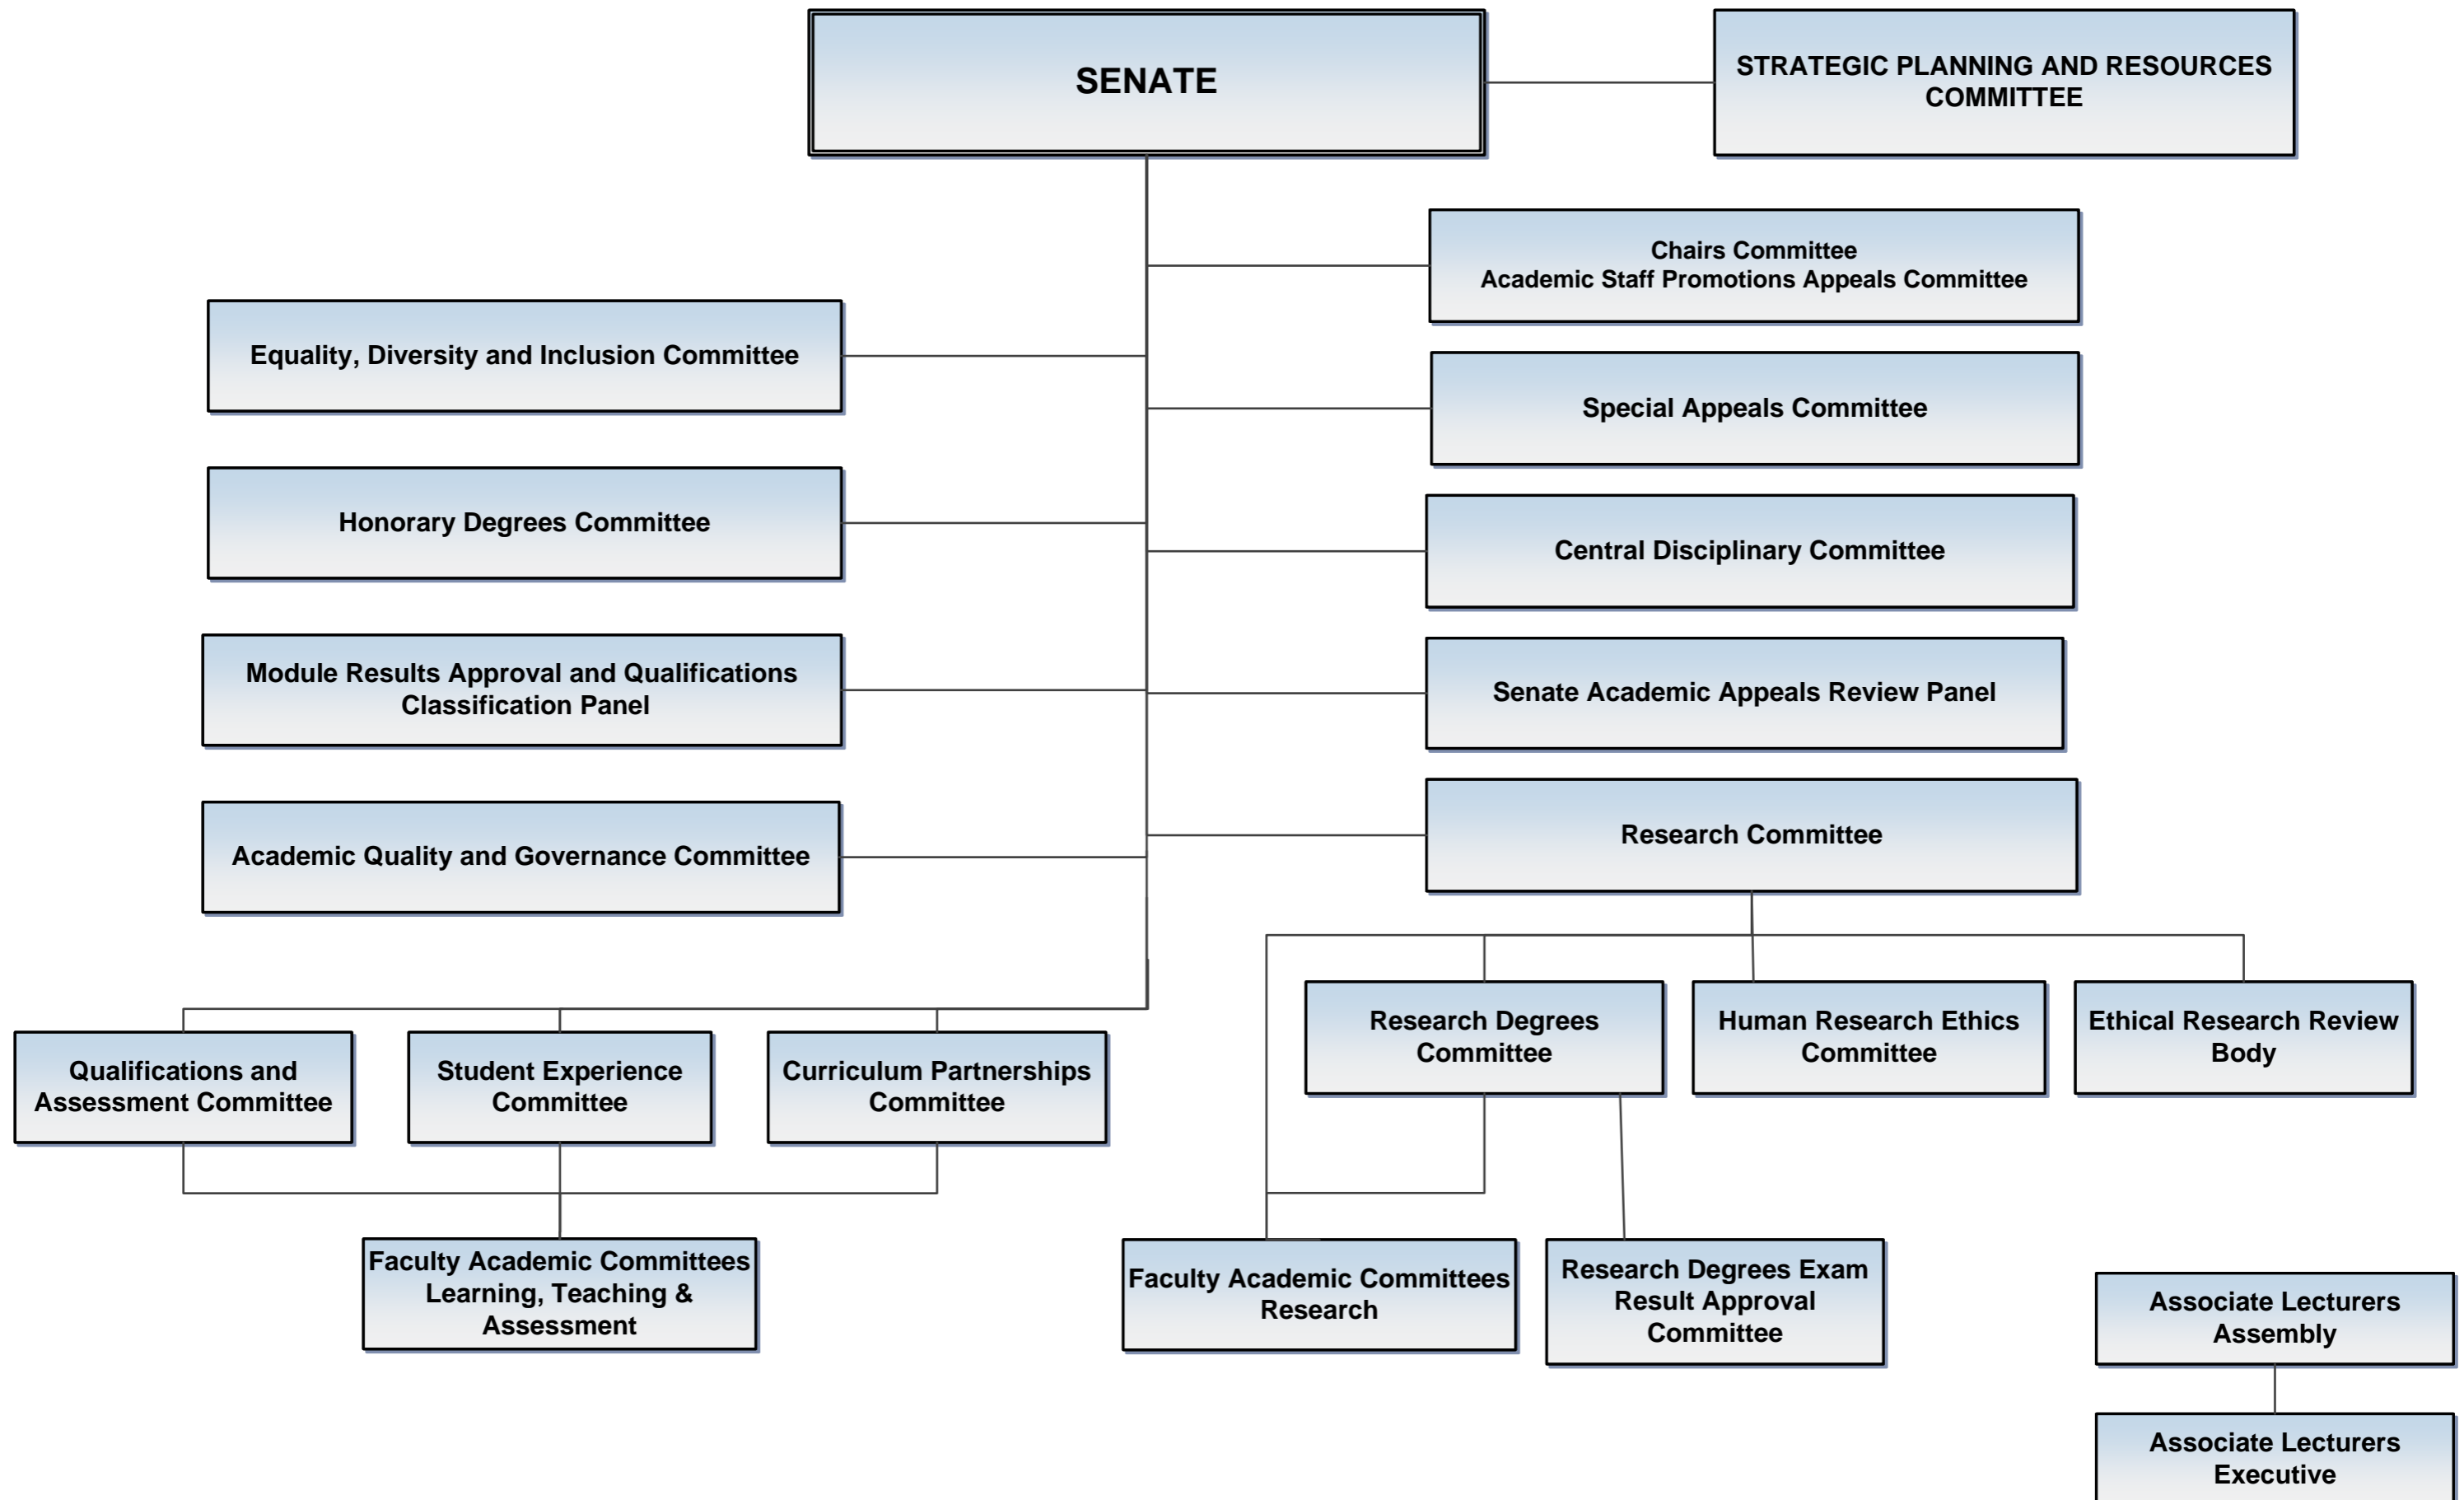 SENATE
STRATEGIC PLANNING AND RESOURCES
COMMITTEE
Chairs Committee
Academic Staff Promotions Appeals Committee
Equality, Diversity and Inclusion Committee
Special Appeals Committee
Honorary Degrees Committee
Central Disciplinary Committee
Module Results Approval and Qualifications
Classification Panel
Senate Academic Appeals Review Panel
Academic Quality and Governance Committee
Research Committee
Qualifications and
Assessment Committee
Student Experience
Committee
Curriculum Partnerships
Committee
Research Degrees
Committee
Human Research Ethics
Committee
Ethical Research Review
Body
Faculty Academic Committees
Learning, Teaching &
Assessment
Faculty Academic Committees
Research
Research Degrees Exam
Result Approval
Committee
Associate Lecturers
Assembly
Associate Lecturers
Executive